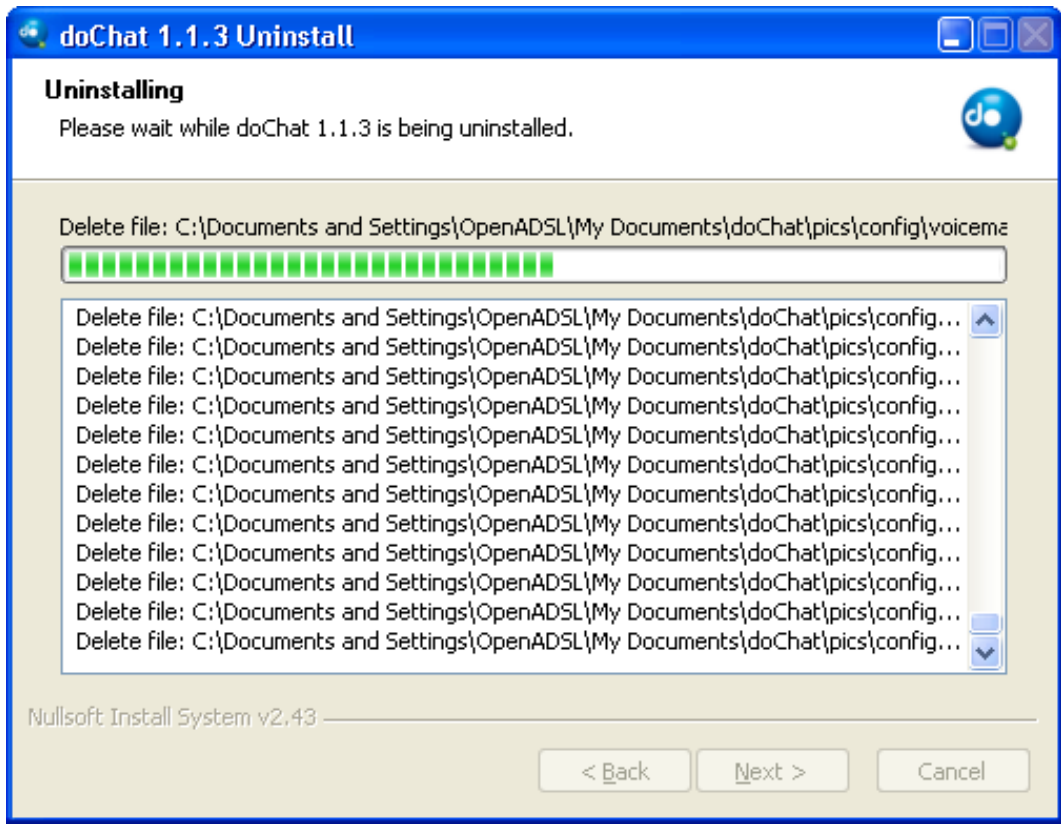 doChat 1.1.3 Uninstall
Uninstalling
Please wait while doChat 1.1.3 is being uninstalled.
do
Delete file: C:\Documents and Settings\OpenADSL\My Documents\doChat\pics\config\voicema
Delete file: C:\Documents and Settings\OpenADSL\My Documents\doChat\pics\config...
Delete file: C:\Documents and Settings\OpenADSL\My Documents\doChat\pics\config...
Delete file: C:\Documents and Settings\OpenADSL\My Documents\doChat\pics\config...
Delete file: C:\Documents and Settings\OpenADSL\My Documents\doChat\pics\config...
Delete file: C:\Documents and Settings\OpenADSL\My Documents\doChat\pics\config...
Delete file: C:\Documents and Settings\OpenADSL\My Documents\doChat\pics\config...
Delete file: C:\Documents and Settings\OpenADSL\My Documents\doChat\pics\config...
Delete file: C:\Documents and Settings\OpenADSL\My Documents\doChat\pics\config...
Delete file: C:\Documents and Settings\OpenADSL\My Documents\doChat\pics\config...
Delete file: C:\Documents and Settings\OpenADSL\My Documents\doChat\pics\config...
Delete file: C:\Documents and Settings\OpenADSL\My Documents\doChat\pics\config...
Delete file: C:\Documents and Settings\OpenADSL\My Documents\doChat\pics\config...
Nullsoft Install System v2.43
< Back Next > Cancel